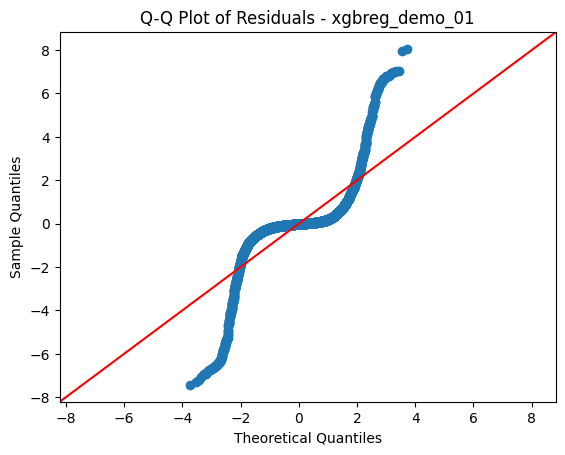 Q-Q Plot of Residuals - xgbreg_demo_01
8
6
4
2
0
−2
−4
−6
−8
Sample Quantiles
−8 −6 −4 −2 0 2 4 6 8
Theoretical Quantiles